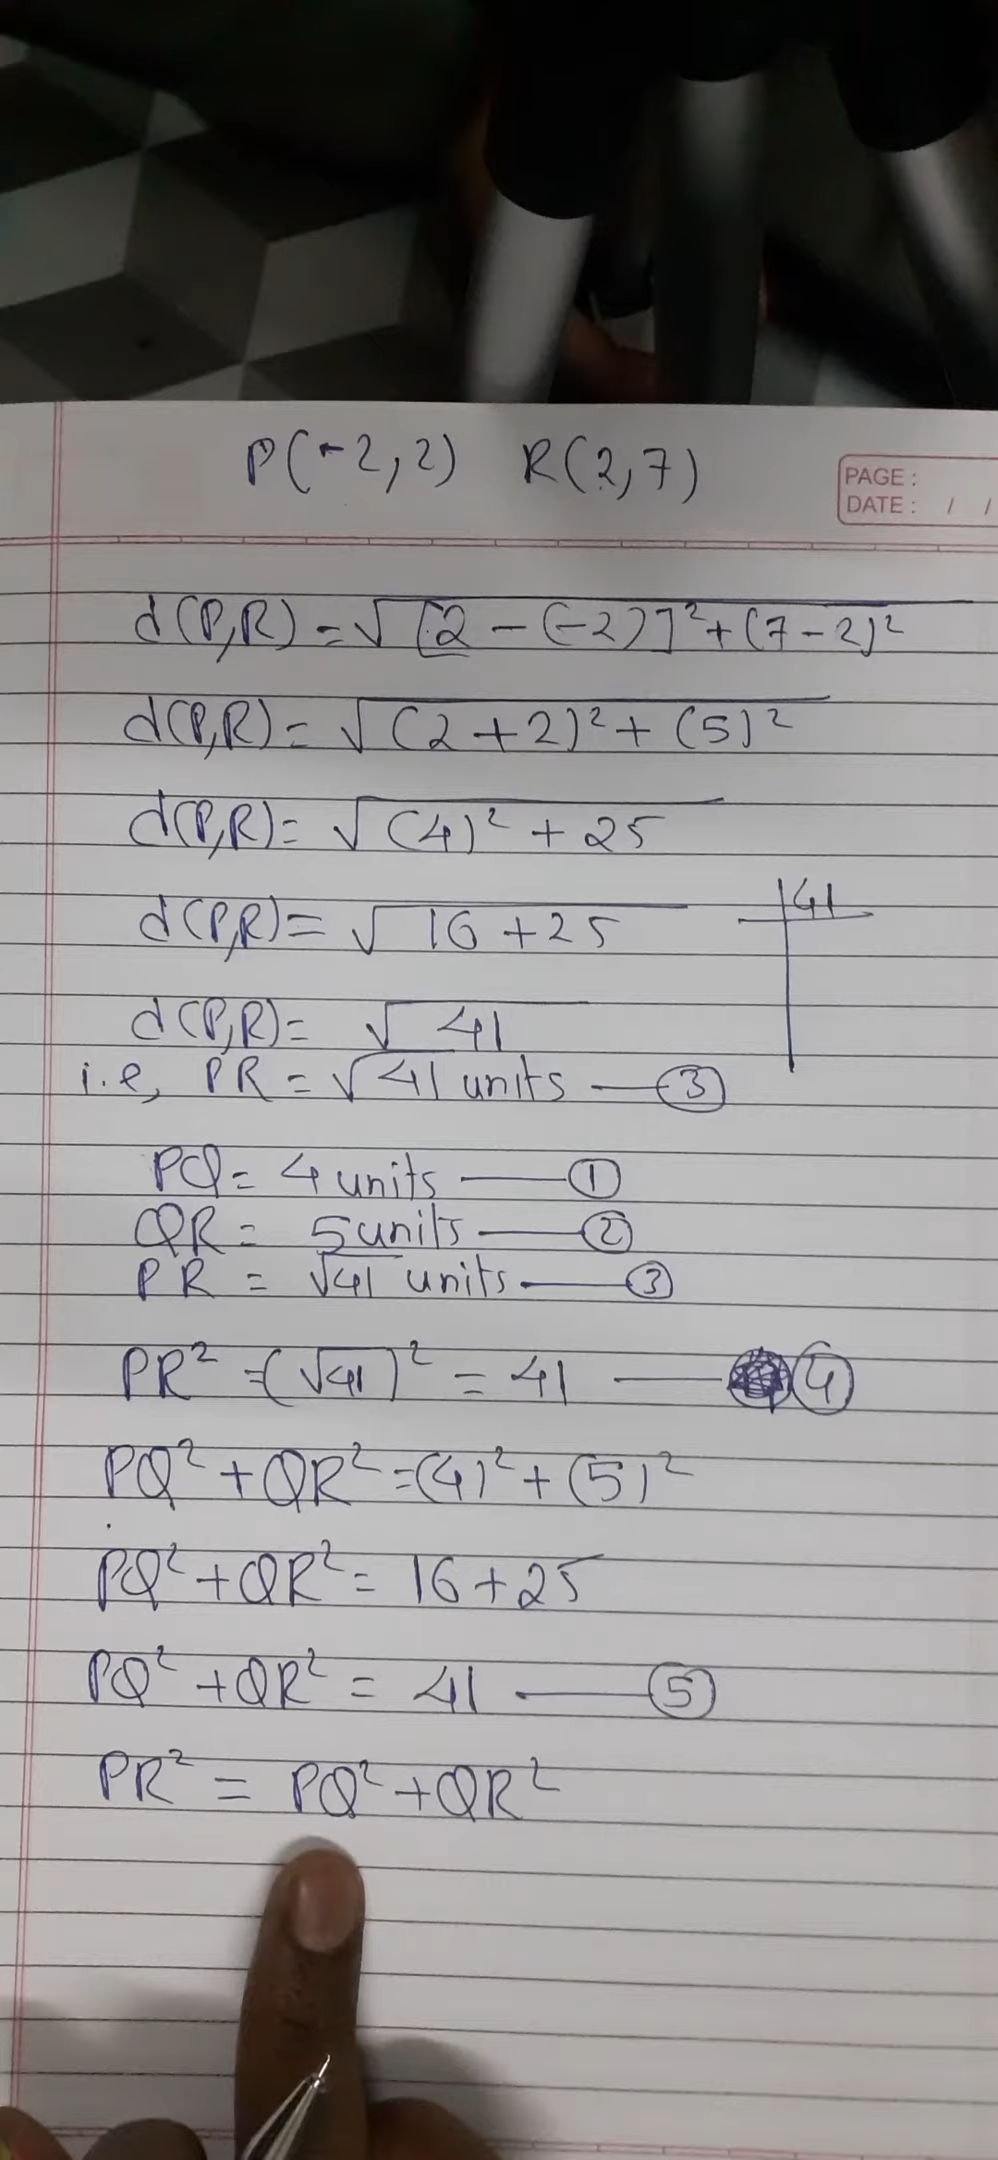 P(-2,2) R(2,7)
PAGE :
DATE : / /
d(P,R) = √[2 - (-2)]² + (7-2)²
d(P,R) = √(2+2)² + (5)²
d(P,R) = √(4)² + 25
d(P,R) = √16 + 25
41
d(P,R) = √41
i.e, PR = √41 units — ③
PQ = 4 units — ①
QR = 5 units — ②
PR = √41 units — ③
PR² = (√41)² = 41 — ④
PQ² + QR² = (4)² + (5)²
PQ² + QR² = 16 + 25
PQ² + QR² = 41 — ⑤
PR² = PQ² + QR²